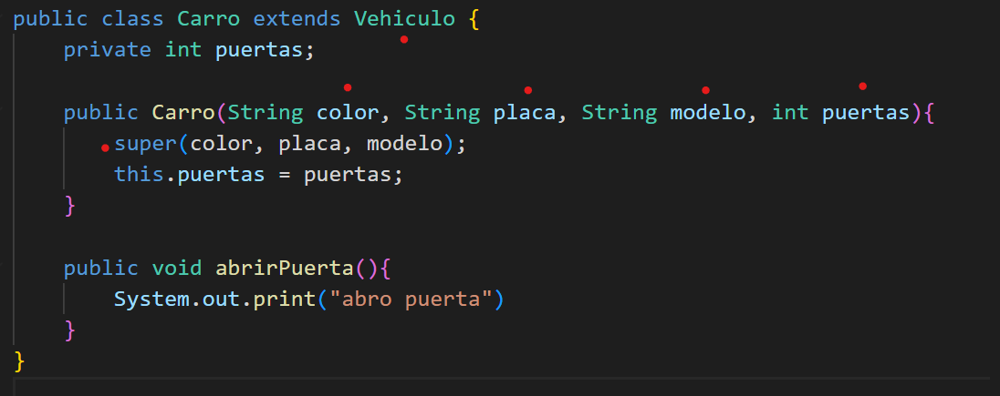 public class Carro extends Vehiculo {
    private int puertas;
    public Carro(String color, String placa, String modelo, int puertas){
        super(color, placa, modelo);
        this.puertas = puertas;
    }
    public void abrirPuerta(){
        System.out.print("abro puerta")
    }
}